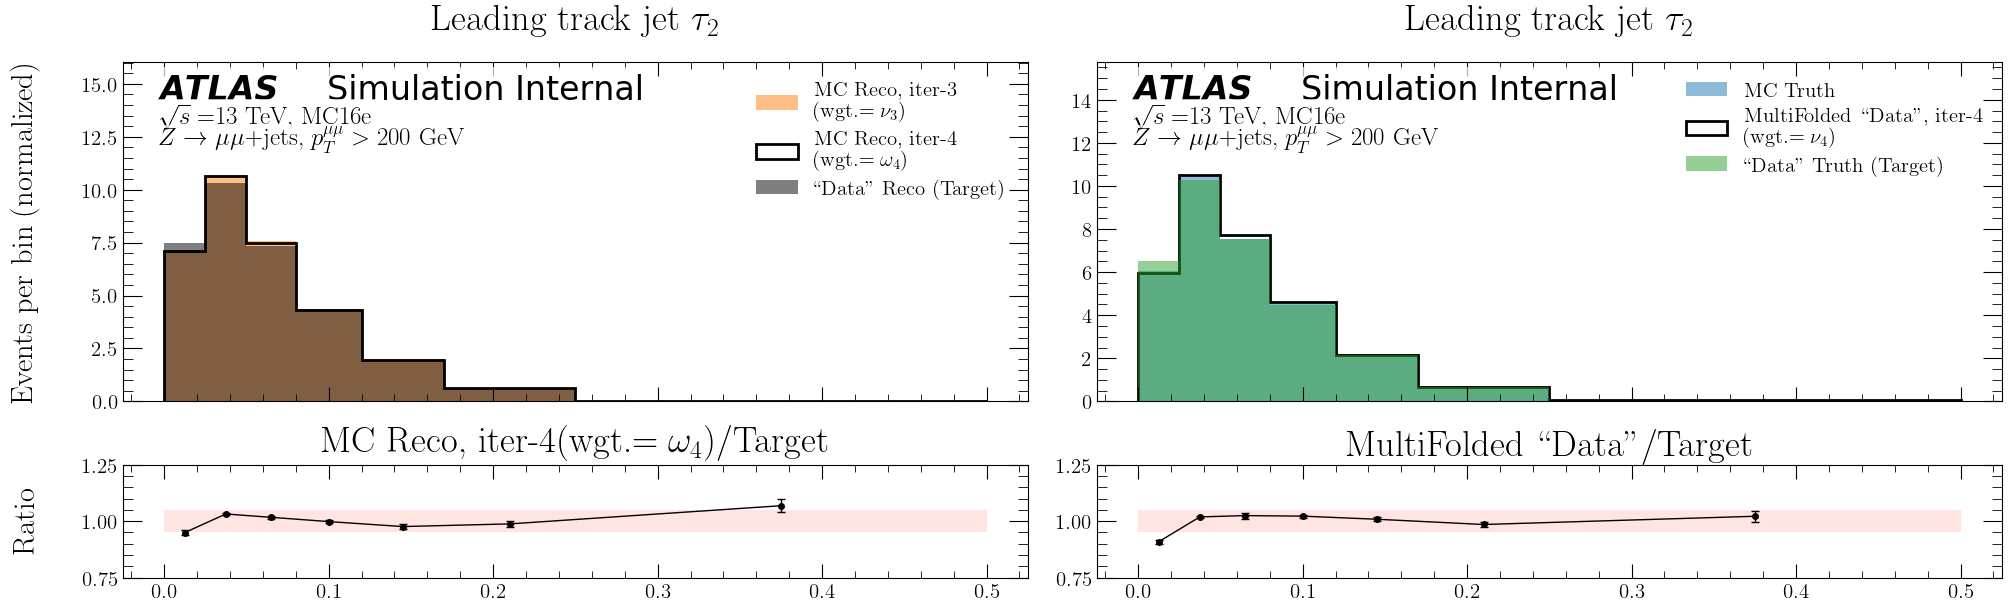 Leading track jet τ₂
Events per bin (normalized)
15.0
12.5
10.0
7.5
5.0
2.5
0.0
ATLAS Simulation Internal
√s =13 TeV, MC16e
Z → μμ+jets, p_T^{μμ} > 200 GeV
MC Reco, iter-3
(wgt.= ν₃)
MC Reco, iter-4
(wgt.= ω₄)
“Data” Reco (Target)
MC Reco, iter-4(wgt.= ω₄)/Target
Ratio
1.25
1.00
0.75
0.0 0.1 0.2 0.3 0.4 0.5
Leading track jet τ₂
14
12
10
8
6
4
2
0
ATLAS Simulation Internal
√s =13 TeV, MC16e
Z → μμ+jets, p_T^{μμ} > 200 GeV
MC Truth
MultiFolded “Data”, iter-4
(wgt.= ν₄)
“Data” Truth (Target)
MultiFolded “Data”/Target
1.25
1.00
0.75
0.0 0.1 0.2 0.3 0.4 0.5